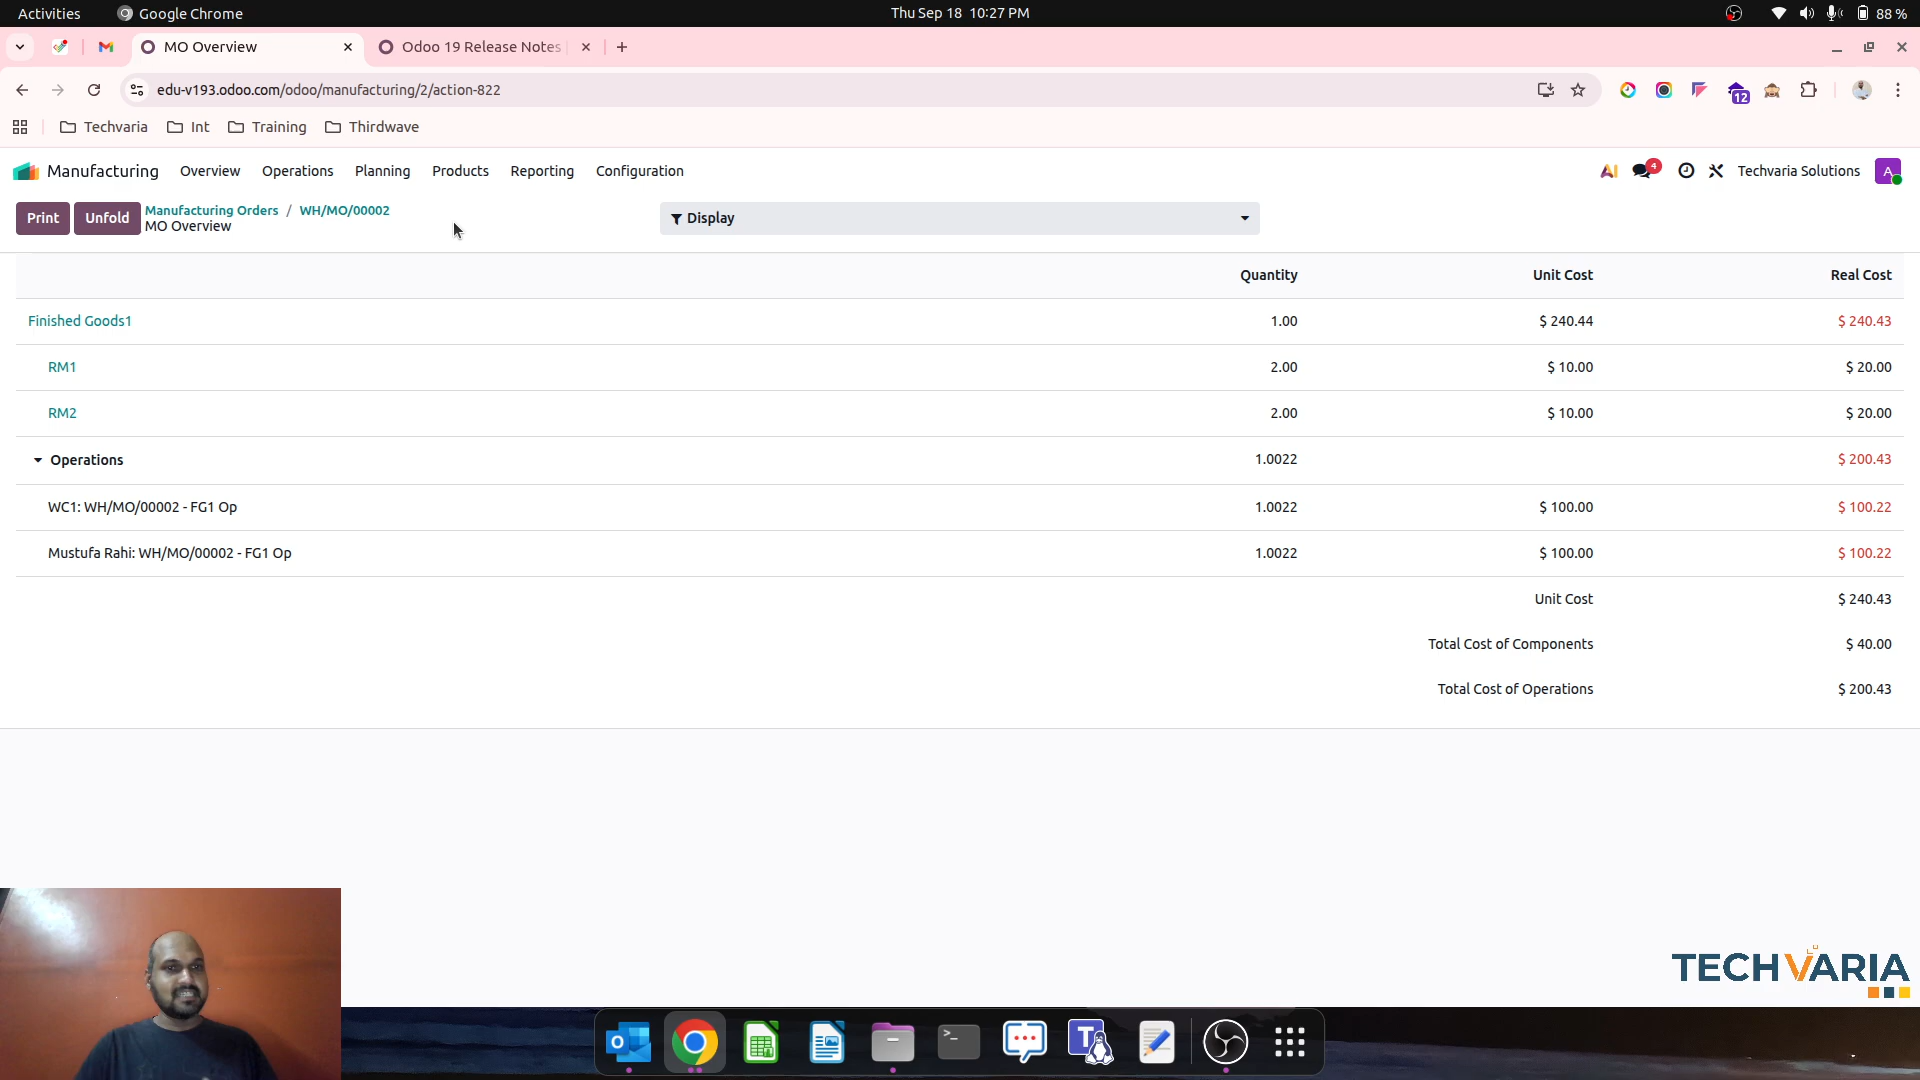 Activities Google Chrome Thu Sep 18 10:27 PM 88 %
MO Overview Odoo 19 Release Notes
edu-v193.odoo.com/odoo/manufacturing/2/action-822 12
Techvaria Int Training Thirdwave
Manufacturing Overview Operations Planning Products Reporting Configuration AI 4 Techvaria Solutions A
Print Unfold Manufacturing Orders / WH/MO/00002 Display
MO Overview
Quantity Unit Cost Real Cost
Finished Goods1 1.00 $ 240.44 $ 240.43
RM1 2.00 $ 10.00 $ 20.00
RM2 2.00 $ 10.00 $ 20.00
Operations 1.0022 $ 200.43
WC1: WH/MO/00002 - FG1 Op 1.0022 $ 100.00 $ 100.22
Mustufa Rahi: WH/MO/00002 - FG1 Op 1.0022 $ 100.00 $ 100.22
Unit Cost $ 240.43
Total Cost of Components $ 40.00
Total Cost of Operations $ 200.43
TECHVARIA